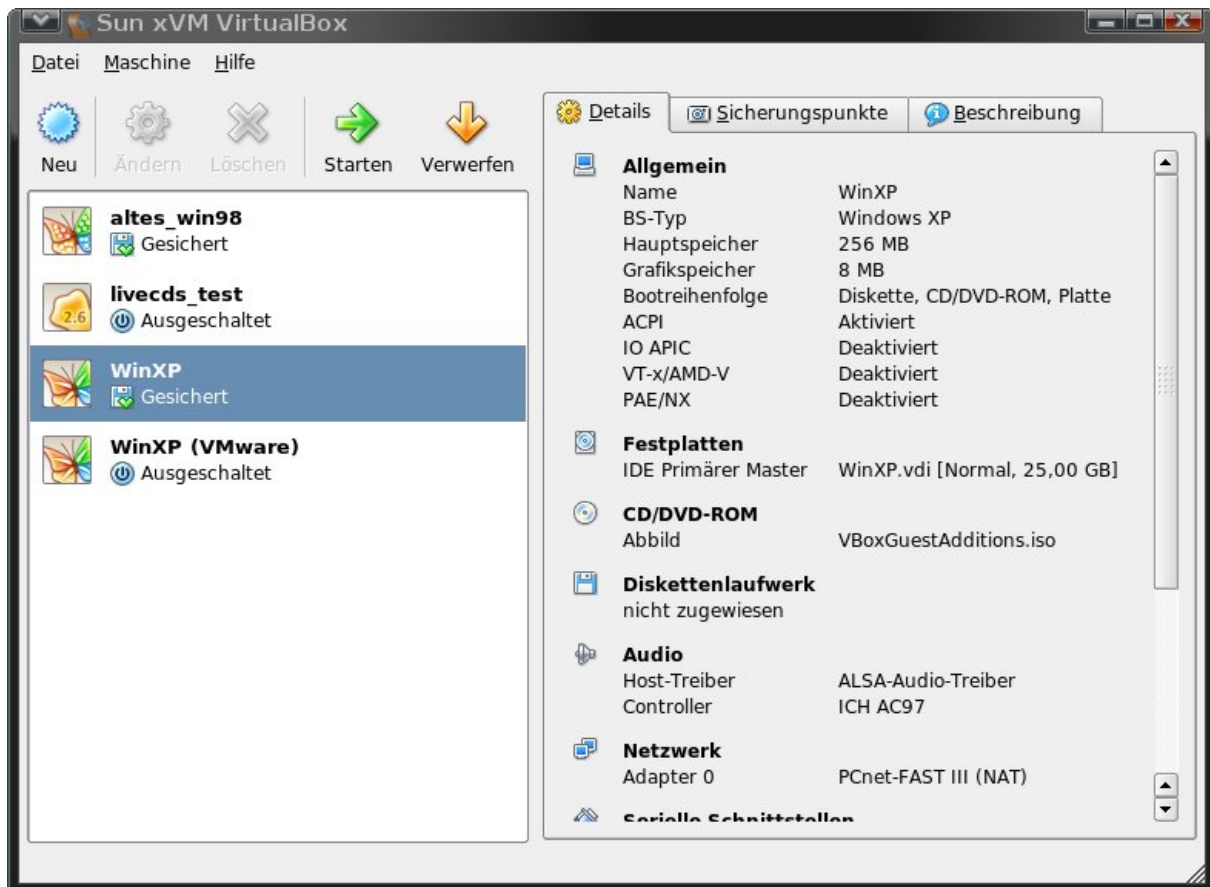 Sun xVM VirtualBox
Datei Maschine Hilfe
Neu Ändern Löschen Starten Verwerfen
altes_win98
Gesichert
livecds_test
2.6 Ausgeschaltet
WinXP
Gesichert
WinXP (VMware)
Ausgeschaltet
Details Sicherungspunkte Beschreibung
Allgemein
Name WinXP
BS-Typ Windows XP
Hauptspeicher 256 MB
Grafikspeicher 8 MB
Bootreihenfolge Diskette, CD/DVD-ROM, Platte
ACPI Aktiviert
IO APIC Deaktiviert
VT-x/AMD-V Deaktiviert
PAE/NX Deaktiviert
Festplatten
IDE Primärer Master WinXP.vdi [Normal, 25,00 GB]
CD/DVD-ROM
Abbild VBoxGuestAdditions.iso
Diskettenlaufwerk
nicht zugewiesen
Audio
Host-Treiber ALSA-Audio-Treiber
Controller ICH AC97
Netzwerk
Adapter 0 PCnet-FAST III (NAT)
Serielle Schnittstellen